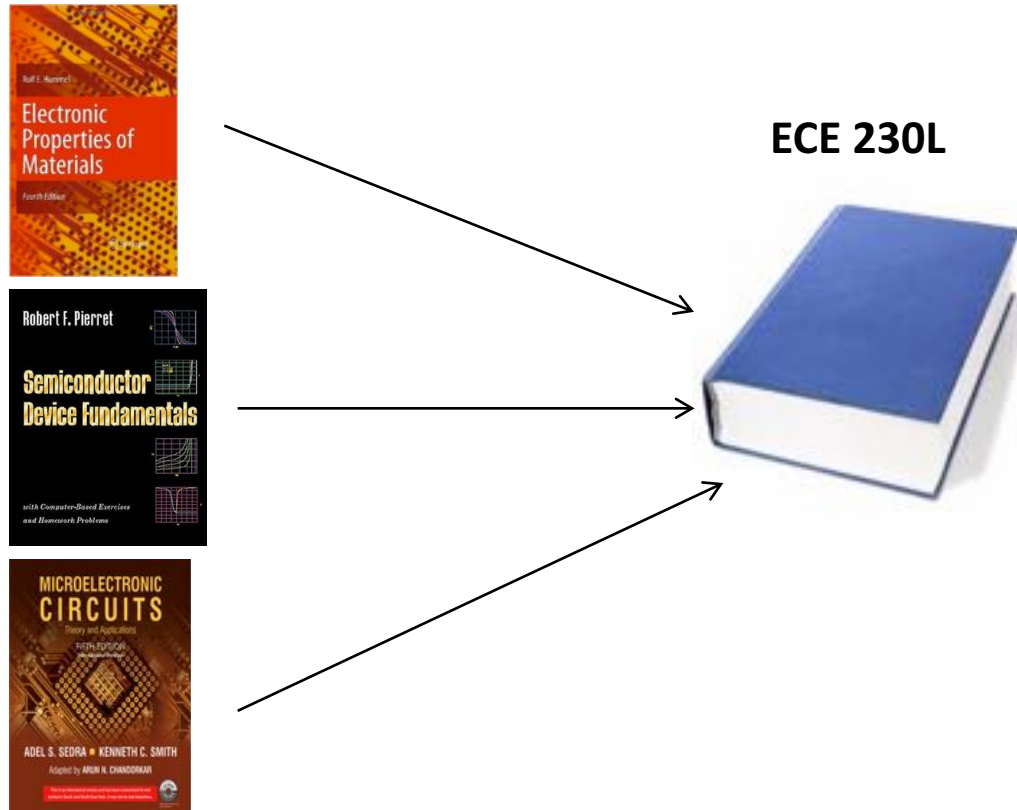 Rolf E. Hummel
Electronic
Properties of
Materials
Fourth Edition
Springer
ECE 230L
Robert F. Pierret
Semiconductor
Device Fundamentals
with Computer-Based Exercises
and Homework Problems
MICROELECTRONIC
CIRCUITS
Theory and Applications
FIFTH EDITION
ADEL S. SEDRA ▪ KENNETH C. SMITH
Adapted by ARUN N. CHANDORKAR